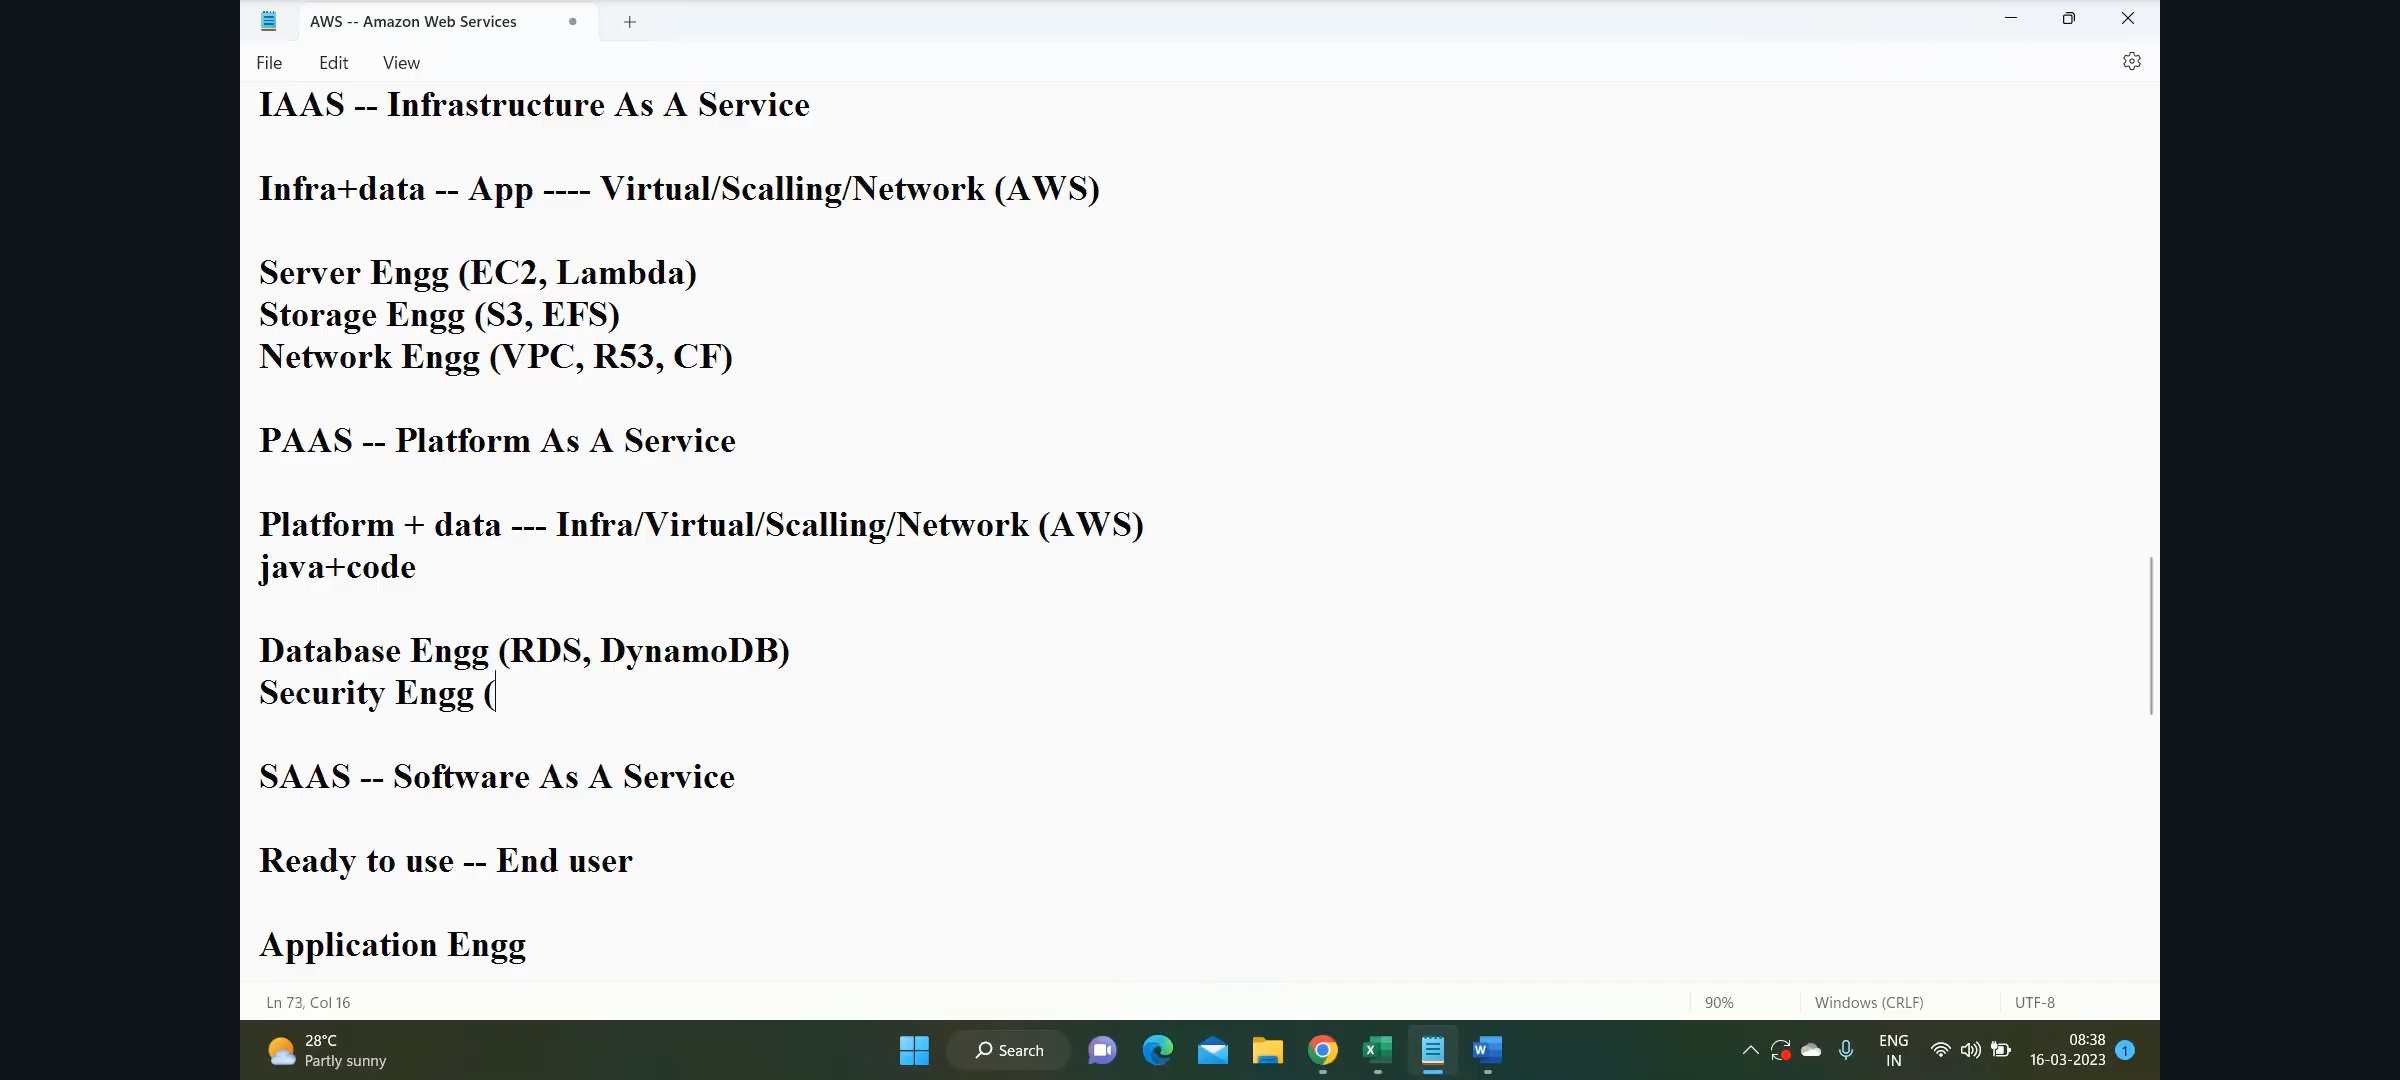 AWS -- Amazon Web Services
File Edit View
IAAS -- Infrastructure As A Service
Infra+data -- App ---- Virtual/Scalling/Network (AWS)
Server Engg (EC2, Lambda)
Storage Engg (S3, EFS)
Network Engg (VPC, R53, CF)
PAAS -- Platform As A Service
Platform + data --- Infra/Virtual/Scalling/Network (AWS)
java+code
Database Engg (RDS, DynamoDB)
Security Engg (
SAAS -- Software As A Service
Ready to use -- End user
Application Engg
Ln 73, Col 16 90% Windows (CRLF) UTF-8
28°C
Partly sunny
Search
ENG
IN
08:38
16-03-2023
1